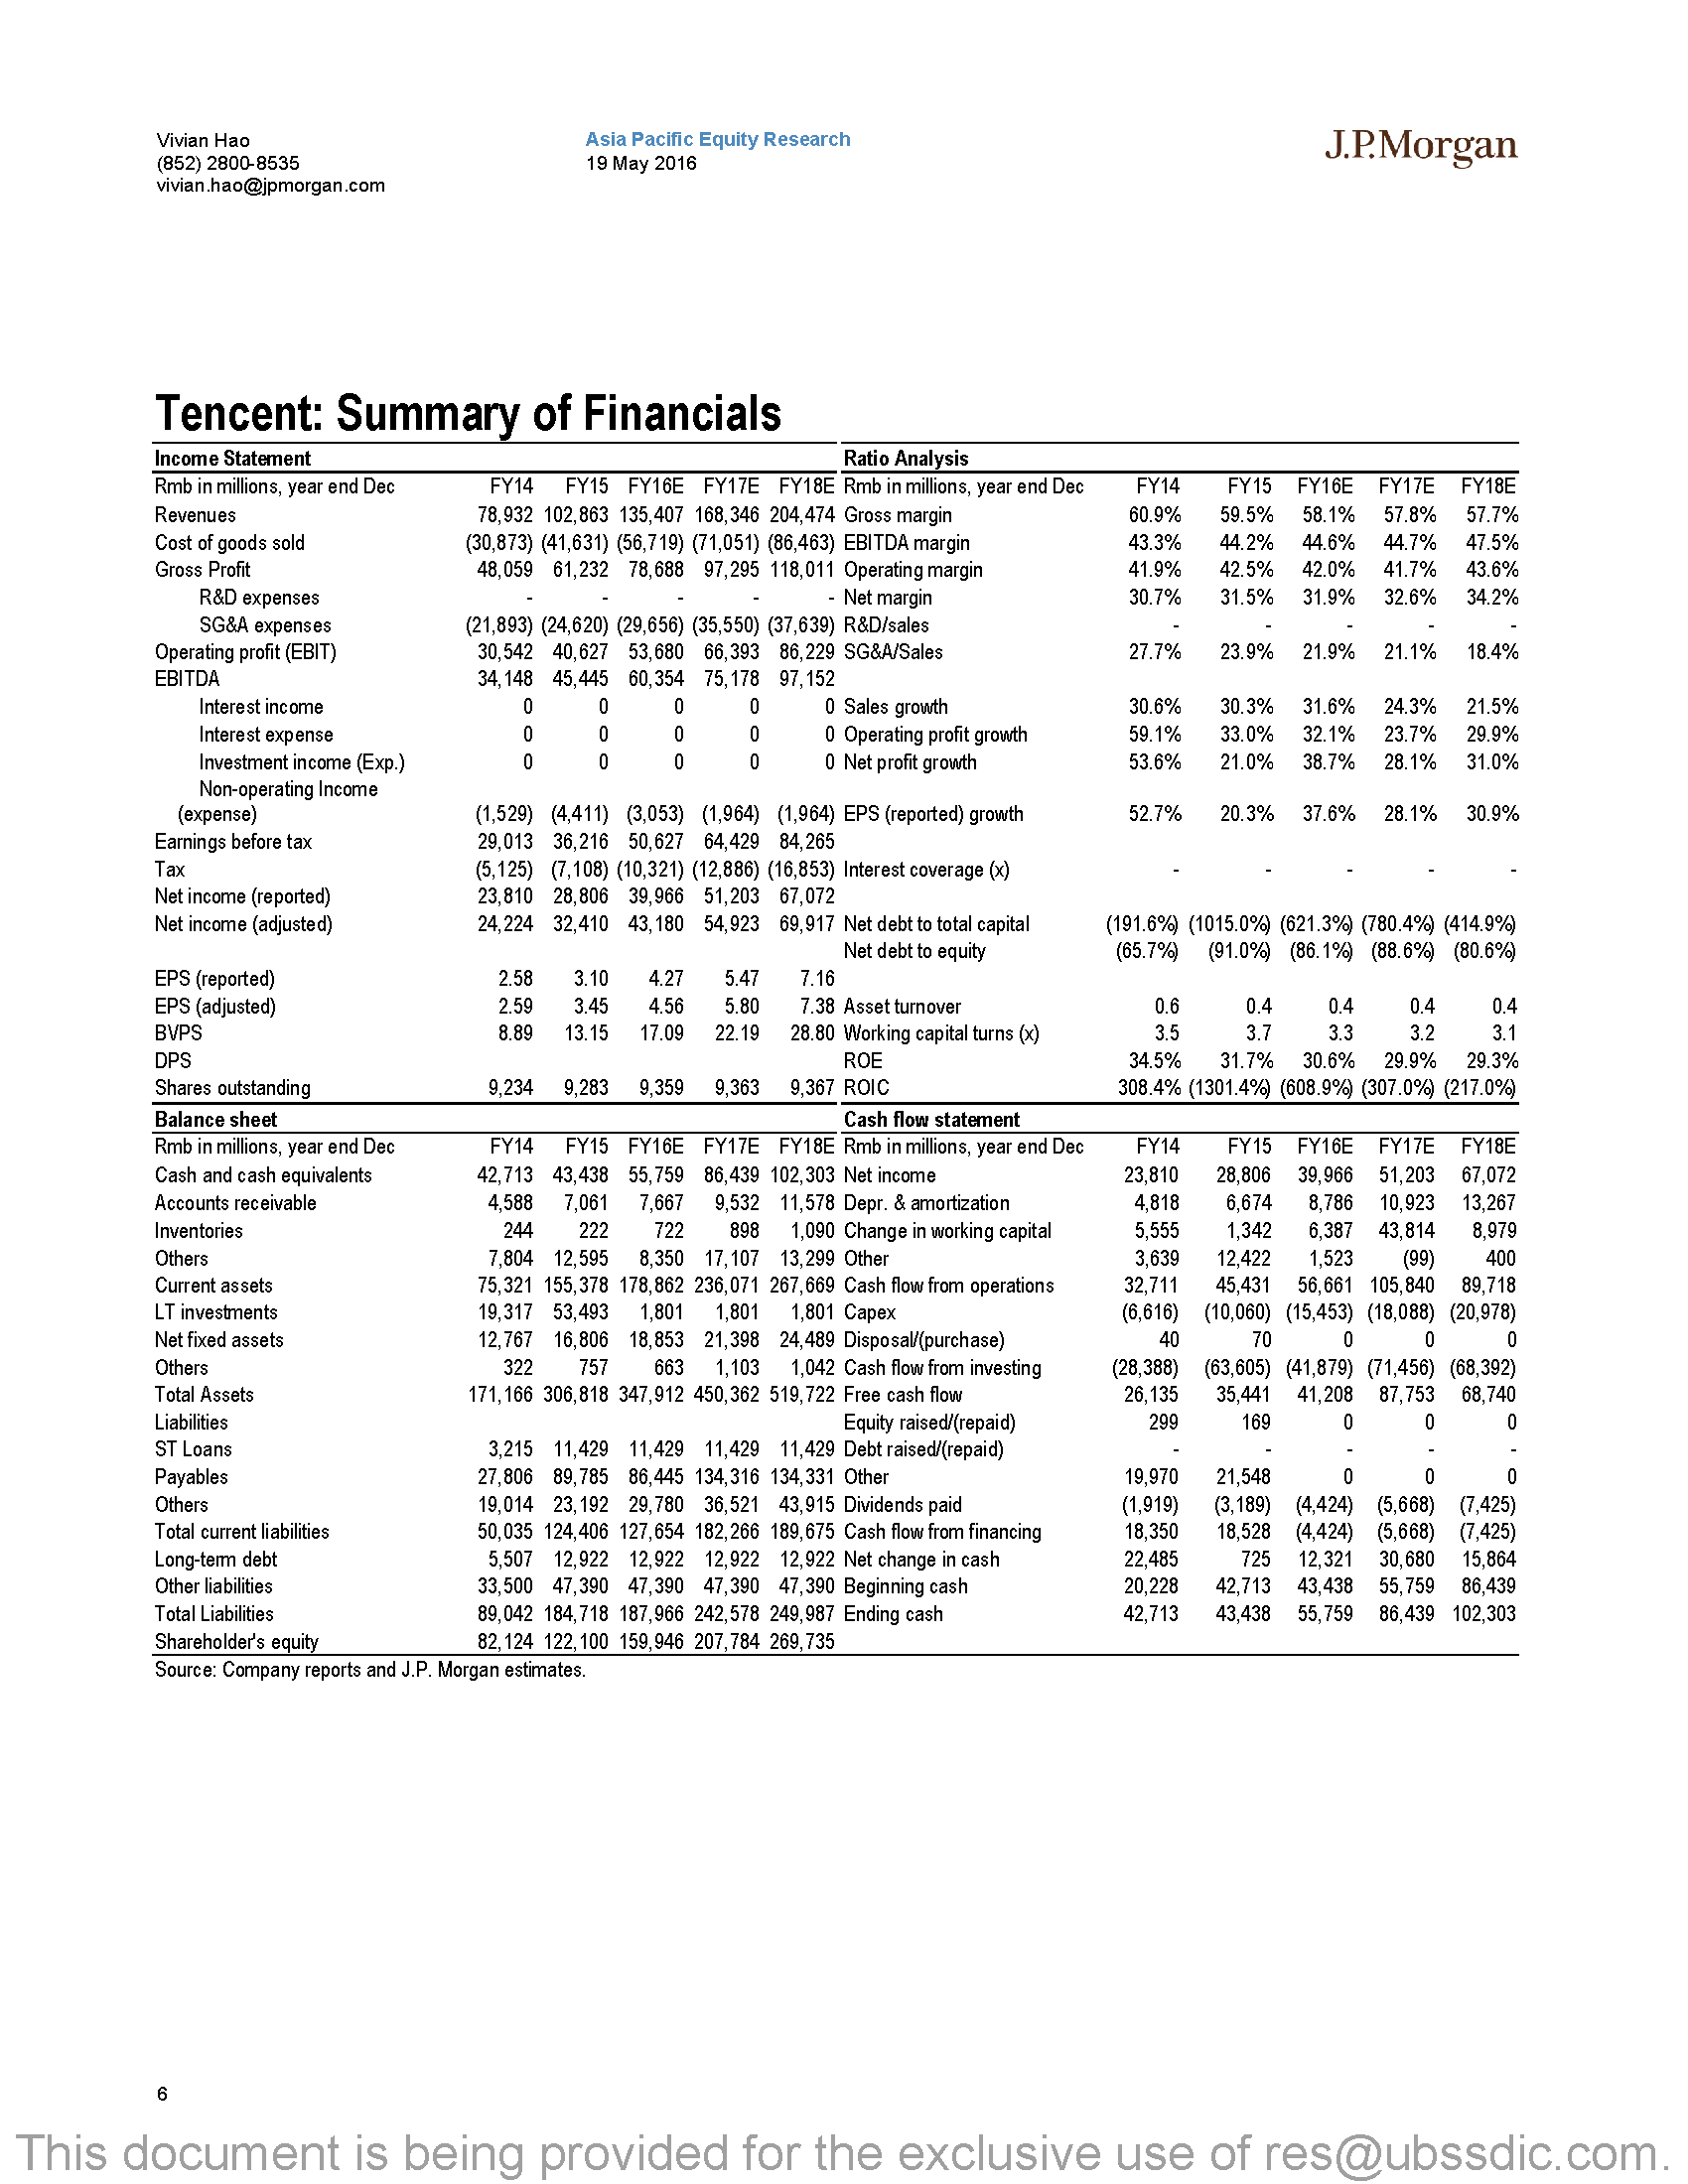 Vivian Hao
(852) 2800-8535
vivian.hao@jpmorgan.com
Asia Pacific Equity Research
19 May 2016
J.P.Morgan
Tencent: Summary of Financials
Income Statement Ratio Analysis
Rmb in millions, year end Dec FY14 FY15 FY16E FY17E FY18E Rmb in millions, year end Dec FY14 FY15 FY16E FY17E FY18E
Revenues 78,932 102,863 135,407 168,346 204,474 Gross margin 60.9% 59.5% 58.1% 57.8% 57.7%
Cost of goods sold (30,873) (41,631) (56,719) (71,051) (86,463) EBITDA margin 43.3% 44.2% 44.6% 44.7% 47.5%
Gross Profit 48,059 61,232 78,688 97,295 118,011 Operating margin 41.9% 42.5% 42.0% 41.7% 43.6%
R&D expenses - - - - - Net margin 30.7% 31.5% 31.9% 32.6% 34.2%
SG&A expenses (21,893) (24,620) (29,656) (35,550) (37,639) R&D/sales - - - - -
Operating profit (EBIT) 30,542 40,627 53,680 66,393 86,229 SG&A/Sales 27.7% 23.9% 21.9% 21.1% 18.4%
EBITDA 34,148 45,445 60,354 75,178 97,152
Interest income 0 0 0 0 0 Sales growth 30.6% 30.3% 31.6% 24.3% 21.5%
Interest expense 0 0 0 0 0 Operating profit growth 59.1% 33.0% 32.1% 23.7% 29.9%
Investment income (Exp.) 0 0 0 0 0 Net profit growth 53.6% 21.0% 38.7% 28.1% 31.0%
Non-operating Income
(expense) (1,529) (4,411) (3,053) (1,964) (1,964) EPS (reported) growth 52.7% 20.3% 37.6% 28.1% 30.9%
Earnings before tax 29,013 36,216 50,627 64,429 84,265
Tax (5,125) (7,108) (10,321) (12,886) (16,853) Interest coverage (x) - - - - -
Net income (reported) 23,810 28,806 39,966 51,203 67,072
Net income (adjusted) 24,224 32,410 43,180 54,923 69,917 Net debt to total capital (191.6%) (1015.0%) (621.3%) (780.4%) (414.9%)
Net debt to equity (65.7%) (91.0%) (86.1%) (88.6%) (80.6%)
EPS (reported) 2.58 3.10 4.27 5.47 7.16
EPS (adjusted) 2.59 3.45 4.56 5.80 7.38 Asset turnover 0.6 0.4 0.4 0.4 0.4
BVPS 8.89 13.15 17.09 22.19 28.80 Working capital turns (x) 3.5 3.7 3.3 3.2 3.1
DPS ROE 34.5% 31.7% 30.6% 29.9% 29.3%
Shares outstanding 9,234 9,283 9,359 9,363 9,367 ROIC 308.4% (1301.4%) (608.9%) (307.0%) (217.0%)
Balance sheet Cash flow statement
Rmb in millions, year end Dec FY14 FY15 FY16E FY17E FY18E Rmb in millions, year end Dec FY14 FY15 FY16E FY17E FY18E
Cash and cash equivalents 42,713 43,438 55,759 86,439 102,303 Net income 23,810 28,806 39,966 51,203 67,072
Accounts receivable 4,588 7,061 7,667 9,532 11,578 Depr. & amortization 4,818 6,674 8,786 10,923 13,267
Inventories 244 222 722 898 1,090 Change in working capital 5,555 1,342 6,387 43,814 8,979
Others 7,804 12,595 8,350 17,107 13,299 Other 3,639 12,422 1,523 (99) 400
Current assets 75,321 155,378 178,862 236,071 267,669 Cash flow from operations 32,711 45,431 56,661 105,840 89,718
LT investments 19,317 53,493 1,801 1,801 1,801 Capex (6,616) (10,060) (15,453) (18,088) (20,978)
Net fixed assets 12,767 16,806 18,853 21,398 24,489 Disposal/(purchase) 40 70 0 0 0
Others 322 757 663 1,103 1,042 Cash flow from investing (28,388) (63,605) (41,879) (71,456) (68,392)
Total Assets 171,166 306,818 347,912 450,362 519,722 Free cash flow 26,135 35,441 41,208 87,753 68,740
Liabilities Equity raised/(repaid) 299 169 0 0 0
ST Loans 3,215 11,429 11,429 11,429 11,429 Debt raised/(repaid) - - - - -
Payables 27,806 89,785 86,445 134,316 134,331 Other 19,970 21,548 0 0 0
Others 19,014 23,192 29,780 36,521 43,915 Dividends paid (1,919) (3,189) (4,424) (5,668) (7,425)
Total current liabilities 50,035 124,406 127,654 182,266 189,675 Cash flow from financing 18,350 18,528 (4,424) (5,668) (7,425)
Long-term debt 5,507 12,922 12,922 12,922 12,922 Net change in cash 22,485 725 12,321 30,680 15,864
Other liabilities 33,500 47,390 47,390 47,390 47,390 Beginning cash 20,228 42,713 43,438 55,759 86,439
Total Liabilities 89,042 184,718 187,966 242,578 249,987 Ending cash 42,713 43,438 55,759 86,439 102,303
Shareholder's equity 82,124 122,100 159,946 207,784 269,735
Source: Company reports and J.P. Morgan estimates.
6
This document is being provided for the exclusive use of res@ubssdic.com.